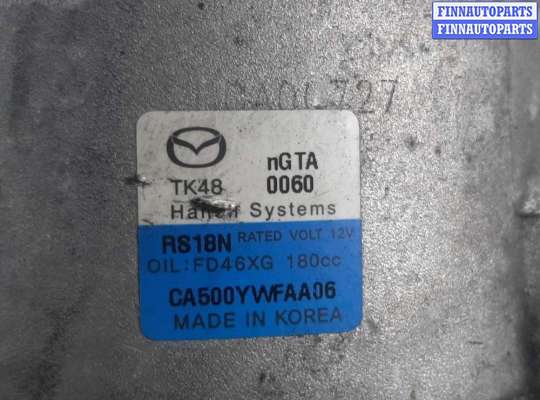 FINNAUTOPARTS
FINNAUTOPARTS
nGTA
TK48 0060
Systems
RS18N RATED VOLT 12V
OIL:FD46XG 180cc
CA500YWFAA06
MADE IN KOREA